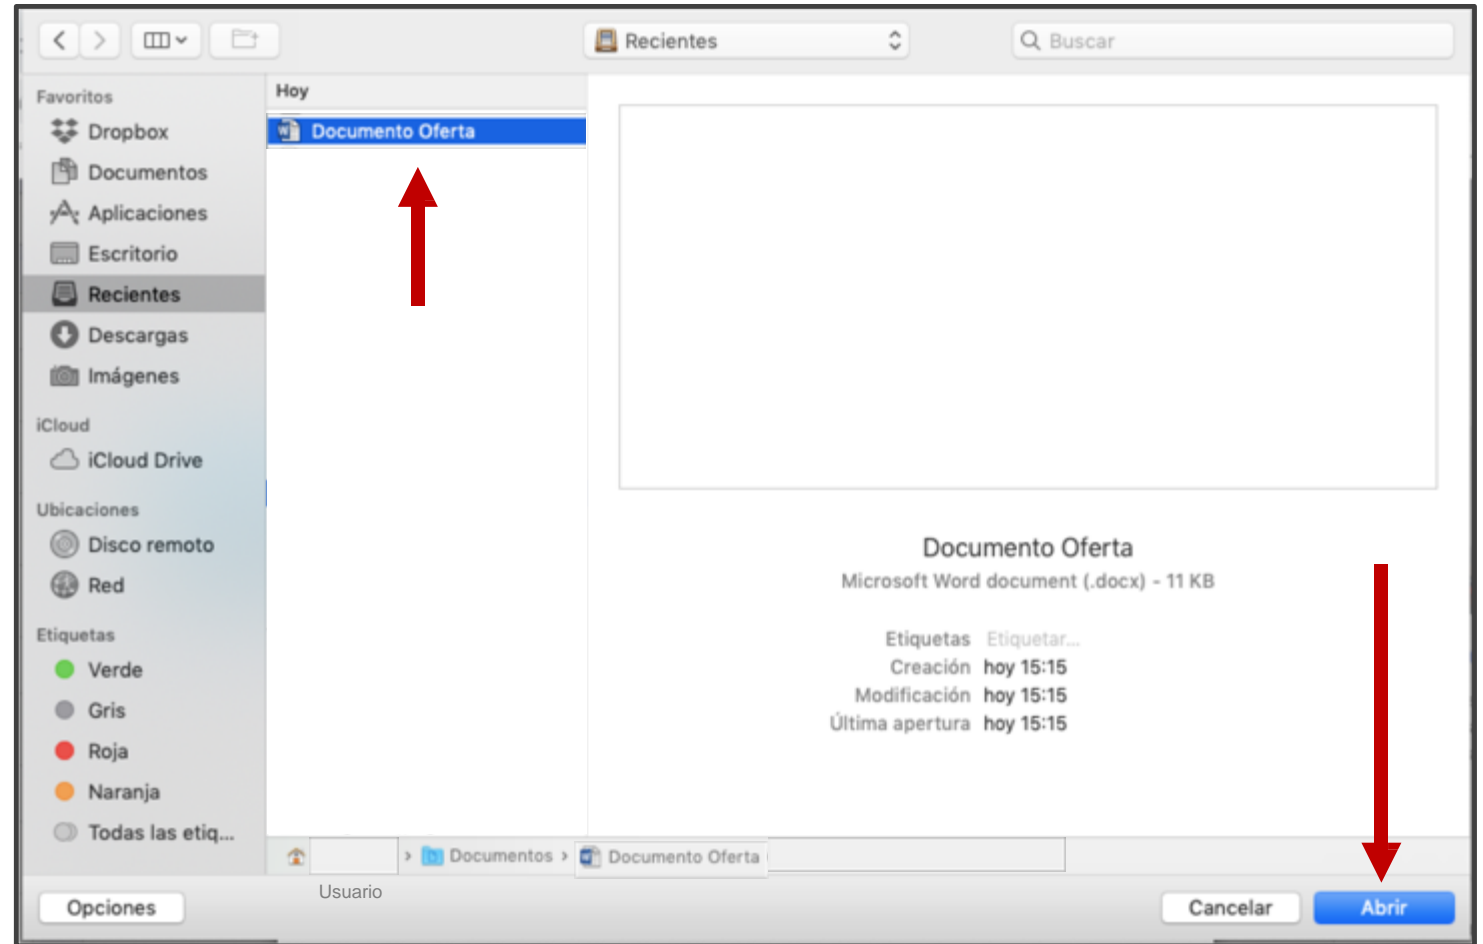 Recientes
Buscar
Favoritos
Dropbox
Documentos
Aplicaciones
Escritorio
Recientes
Descargas
Imágenes
iCloud
iCloud Drive
Ubicaciones
Disco remoto
Red
Etiquetas
Verde
Gris
Roja
Naranja
Todas las etiq...
Hoy
Documento Oferta
Documento Oferta
Microsoft Word document (.docx) - 11 KB
Etiquetas Etiquetar...
Creación hoy 15:15
Modificación hoy 15:15
Última apertura hoy 15:15
› Documentos › Documento Oferta
Usuario
Opciones
Cancelar
Abrir